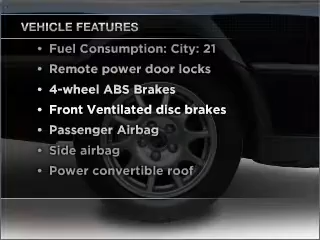 VEHICLE FEATURES
• Fuel Consumption: City: 21
• Remote power door locks
• 4-wheel ABS Brakes
• Front Ventilated disc brakes
• Passenger Airbag
• Side airbag
• Power convertible roof